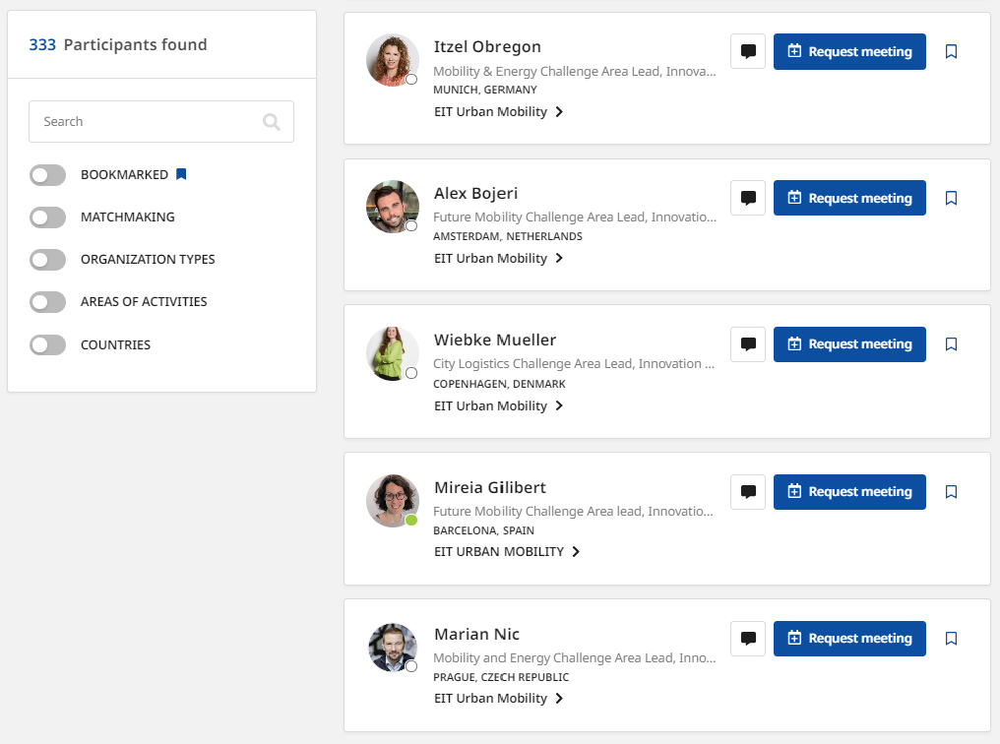 333 Participants found
Search
BOOKMARKED
MATCHMAKING
ORGANIZATION TYPES
AREAS OF ACTIVITIES
COUNTRIES
Itzel Obregon
Mobility & Energy Challenge Area Lead, Innova...
MUNICH, GERMANY
EIT Urban Mobility
Request meeting
Alex Bojeri
Future Mobility Challenge Area Lead, Innovatio...
AMSTERDAM, NETHERLANDS
EIT Urban Mobility
Request meeting
Wiebke Mueller
City Logistics Challenge Area Lead, Innovation ...
COPENHAGEN, DENMARK
EIT Urban Mobility
Request meeting
Mireia Gilibert
Future Mobility Challenge Area lead, Innovatio...
BARCELONA, SPAIN
EIT URBAN MOBILITY
Request meeting
Marian Nic
Mobility and Energy Challenge Area Lead, Inno...
PRAGUE, CZECH REPUBLIC
EIT Urban Mobility
Request meeting